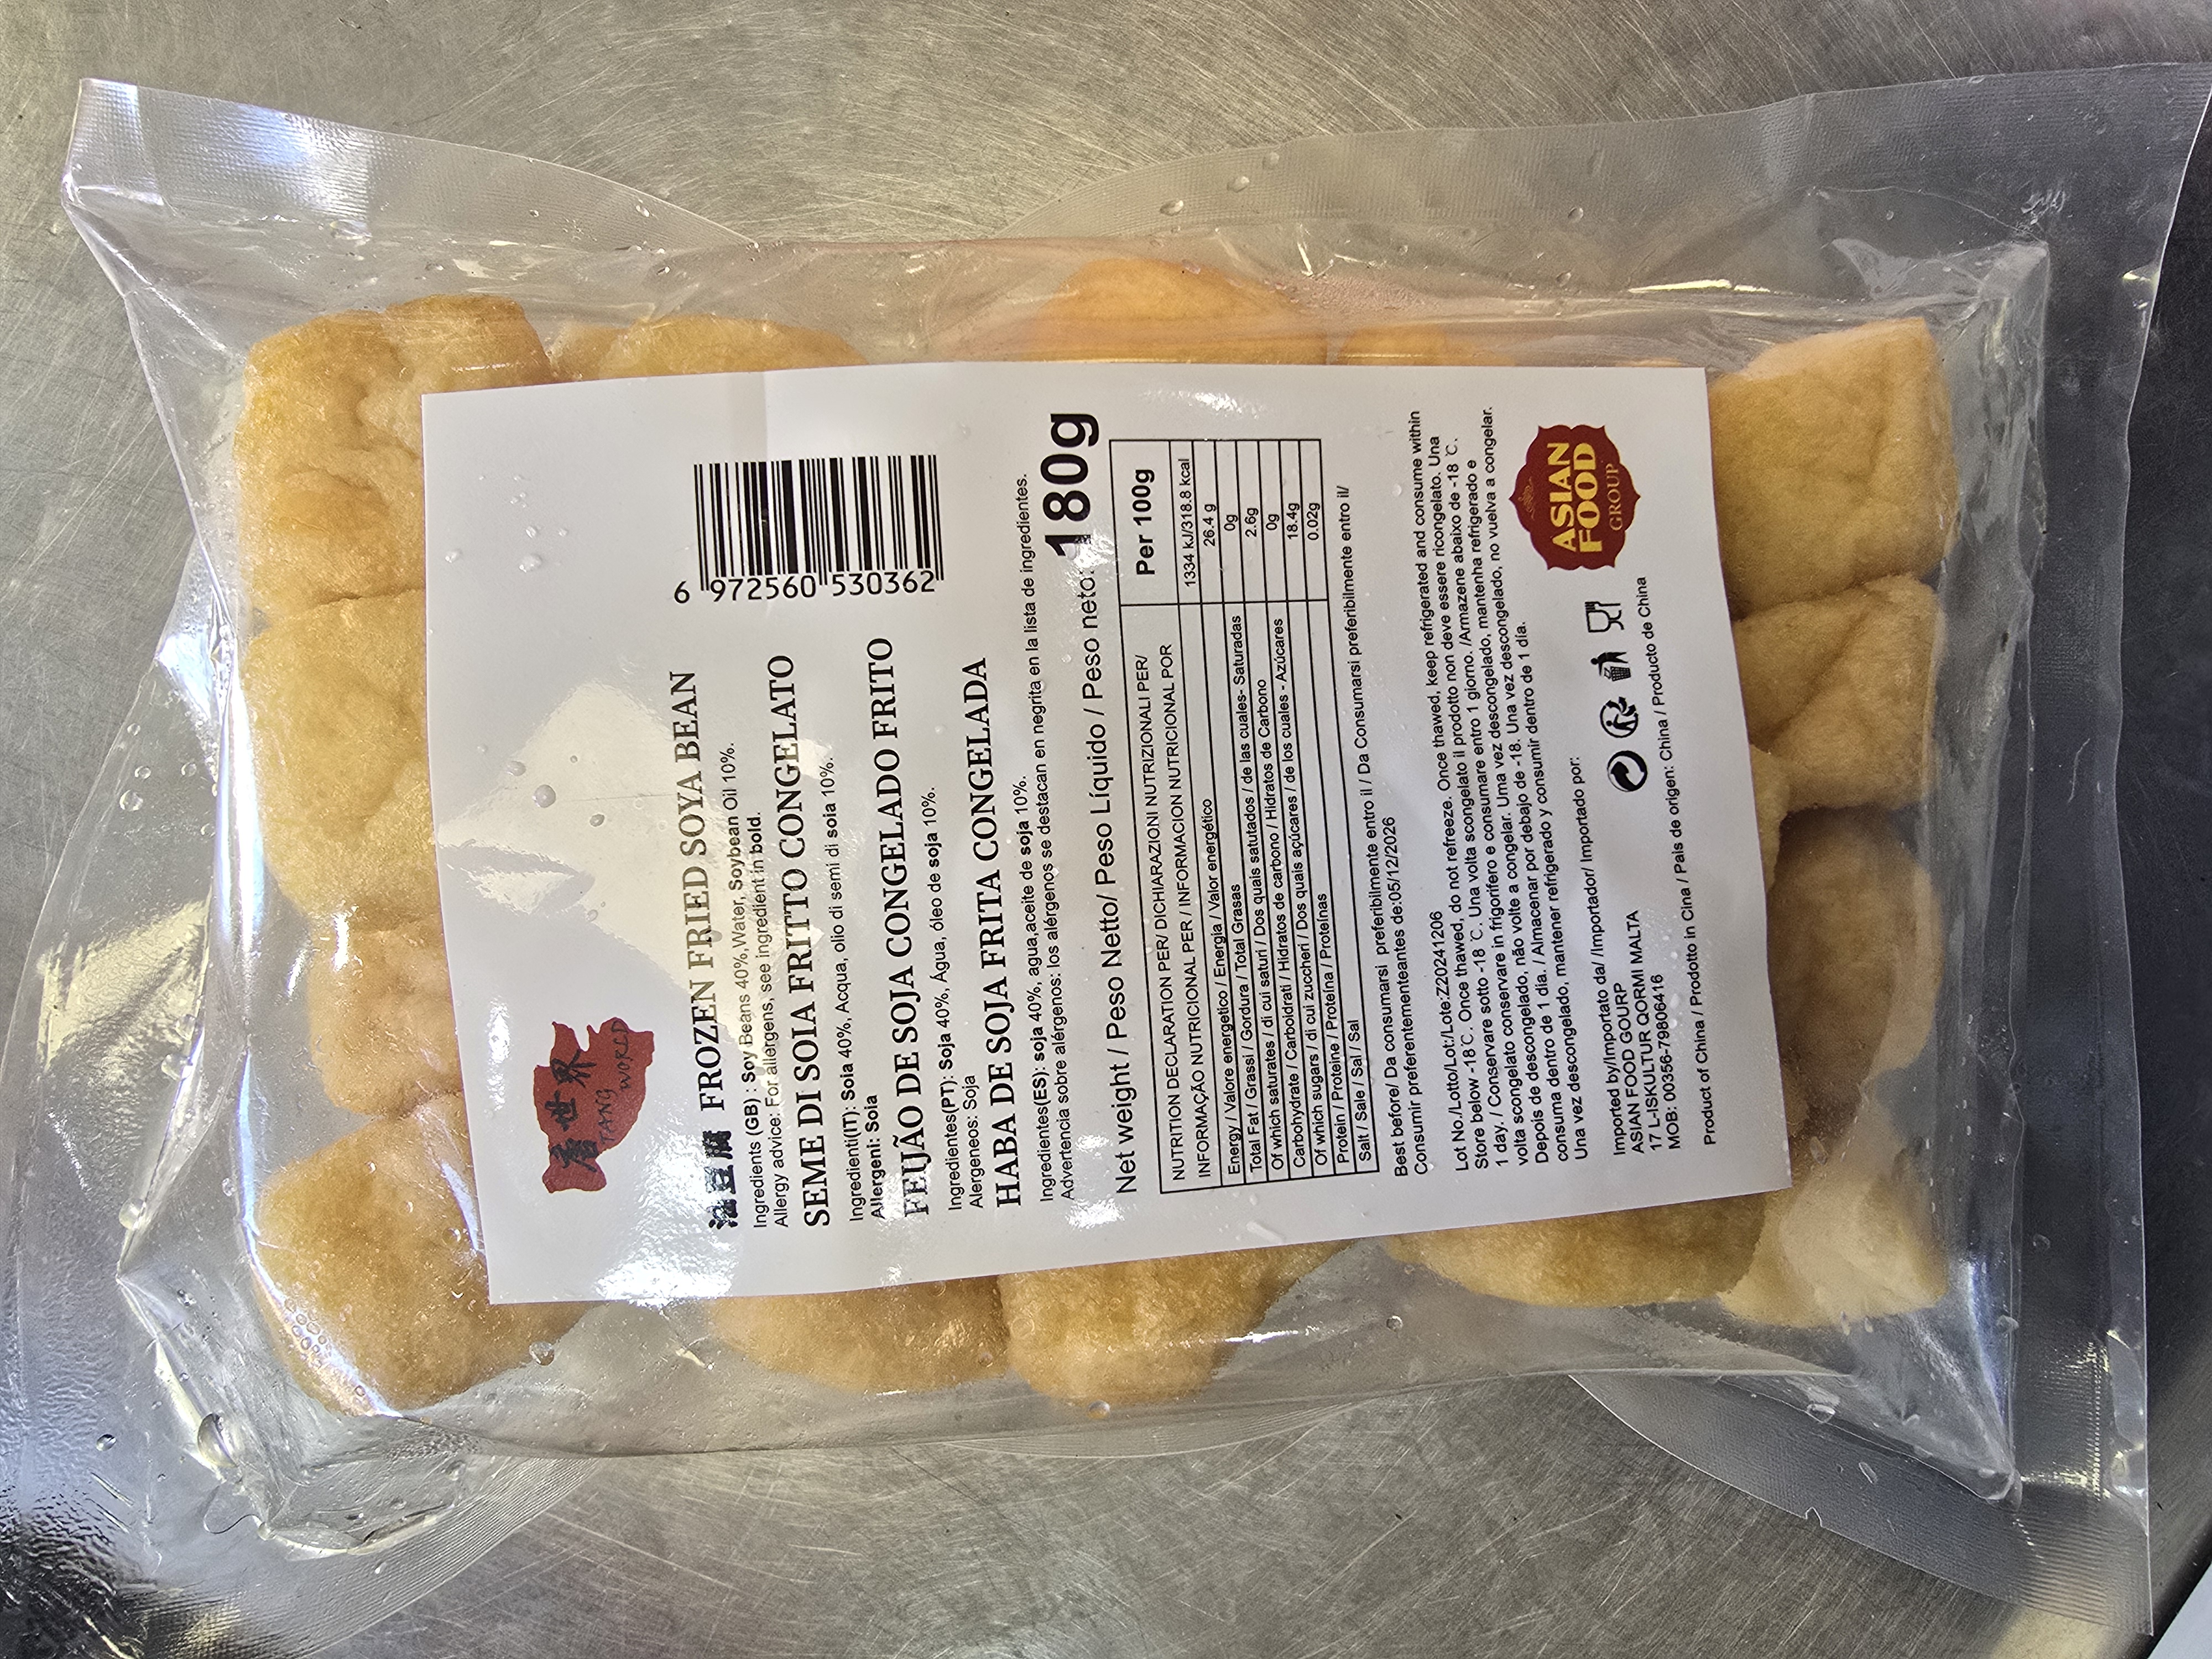 唐世界
TANG WORLD
油豆腐 FROZEN FRIED SOYA BEAN
Ingredients (GB) : Soy Beans 40%,Water, Soybean Oil 10%.
Allergy advice: For allergens, see ingredient in bold.
SEME DI SOIA FRITTO CONGELATO
Ingredienti(IT): Soia 40%, Acqua, olio di semi di soia 10%.
Allergeni: Soia
FEIJÃO DE SOJA CONGELADO FRITO
Ingredientes(PT): Soja 40%, Água, óleo de soja 10%.
Alergeneos: Soja
HABA DE SOJA FRITA CONGELADA
Ingredientes(ES): soja 40%, agua,aceite de soja 10%.
Advertencia sobre alérgenos: los alérgenos se destacan en negrita en la lista de ingredientes.
6 972560 530362
Net weight / Peso Netto/ Peso Líquido / Peso neto: 180g
NUTRITION DECLARATION PER/ DICHIARAZIONI NUTRIZIONALI PER/
INFORMAÇÃO NUTRICIONAL PER / INFORMACION NUTRICIONAL POR
Per 100g
Energy / Valore energetico / Energia / Valor energético 1334 kJ/318.8 kcal
Total Fat / Grassi / Gordura / Total Grasas 26.4 g
Of which saturates / di cui saturi / Dos quais satutados / de las cuales- Saturadas 0g
Carbohydrate / Carboldrati / Hidratos de carbono / Hidratos de Carbono 2.6g
Of which sugars / di cui zuccheri / Dos quais açúcares / de los cuales - Azúcares 0g
Protein / Proteine / Proteína / Proteínas 18.4g
Salt / Sale / Sal / Sal 0.02g
Best before/ Da consumarsi preferibilmente entro il / Da Consumarsi preferibilmente entro il/
Consumir preferentementeantes de:05/12/2026
Lot No./Lotto/Lot:/Lote:Z20241206
Store below -18℃. Once thawed, do not refreeze. Once thawed, keep refrigerated and consume within
1 day. / Conservare sotto -18 ℃. Una volta scongelato il prodotto non deve essere ricongelato. Una
volta scongelato conservare in frigorifero e consumare entro 1 giorno. /Armazene abaixo de -18 ℃.
Depois de descongelado, não volte a congelar. Uma vez descongelado, mantenha refrigerado e
consuma dentro de 1 dia. / Almacenar por debajo de -18. Una vez descongelado, no vuelva a congelar.
Una vez descongelado, mantener refrigerado y consumir dentro de 1 día.
Imported by/Importato da/ /Importador/ Importado por:
ASIAN FOOD GOURP
17 L-ISKULTUR QORMI MALTA
MOB: 00356-79806416
Product of China / Prodotto in Cina / País de origen: China / Producto de China
ASIAN
FOOD
GROUP